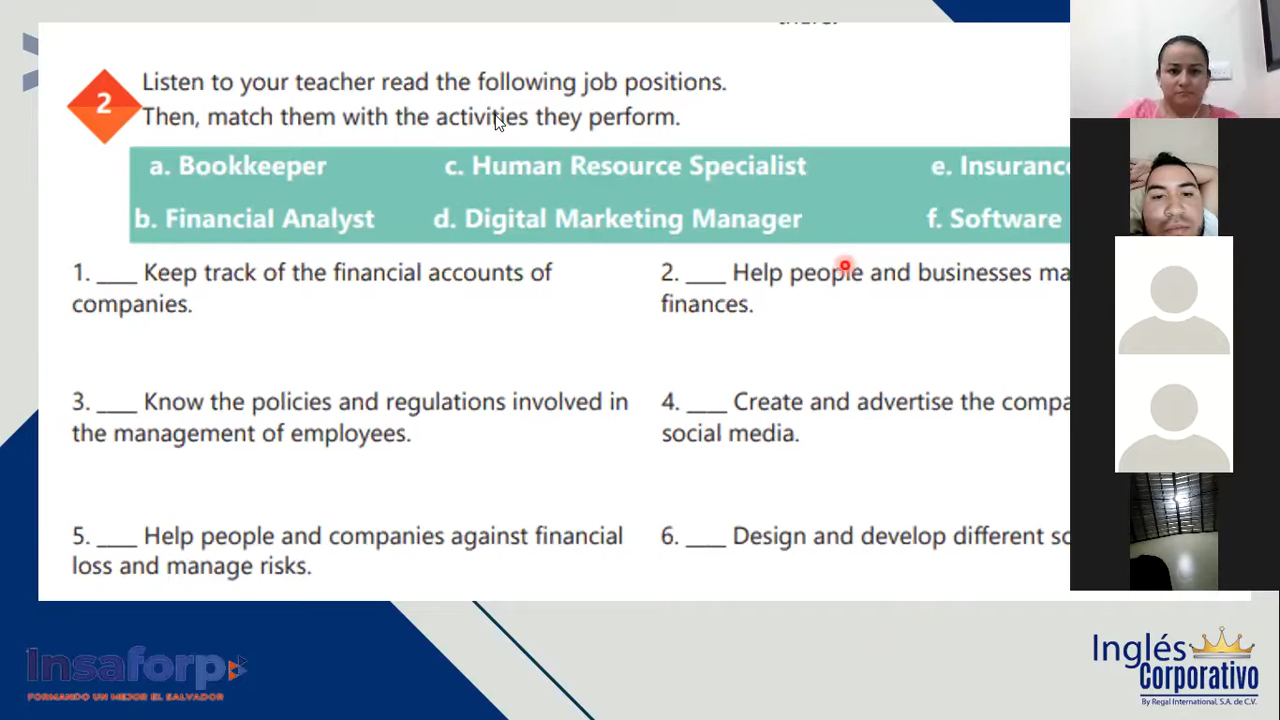 2
Listen to your teacher read the following job positions.
Then, match them with the activities they perform.
a. Bookkeeper
c. Human Resource Specialist
e. Insurance
b. Financial Analyst
d. Digital Marketing Manager
f. Software
1. ____ Keep track of the financial accounts of
companies.
2. ____ Help people and businesses ma
finances.
3. ____ Know the policies and regulations involved in
the management of employees.
4. ____ Create and advertise the compa
social media.
5. ____ Help people and companies against financial
loss and manage risks.
6. ____ Design and develop different so
Insaforp
FORMANDO UN MEJOR EL SALVADOR
Inglés
Corporativo
By Regal International, S.A. de C.V.